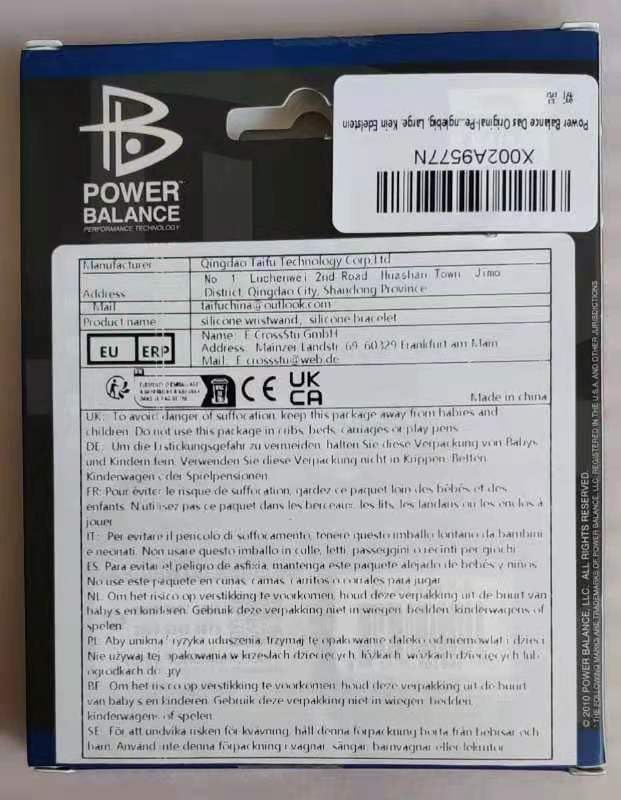 POWER
BALANCE
PERFORMANCE TECHNOLOGY
Power Balance Das Original-Pe...ngiebig, Large, Kein Edelstein
X002A9577N
Manufacturer Qingdao Taifu Technology Corp.Ltd
Address No 1 Luchenwei 2nd Road Huashan Town Jimo
District, Qingdao City, Shandong Province
Mail taifuchina@outlook.com
Product name silicone wristwand, silicone bracelet
EU ERP
Name: E CrossStu GmbH
Address: Mainzer Landstr 69 60329 Frankfurt am Main
Mail: E crossstu@web.de
CE
UK
CA
Made in china
UK: To avoid danger of suffocation, keep this package away from babies and
children. Do not use this package in cribs, beds, carriages or play pens.
DE: Um die Erstickungsgefahr zu vermeiden, halten Sie diese Verpackung von Babys
und Kindern fern. Verwenden Sie diese Verpackung nicht in Krippen, Betten,
Kinderwagen oder Spielpensionen.
FR: Pour éviter le risque de suffocation, gardez ce paquet loin des bébés et des
enfants. N'utilisez pas ce paquet dans les berceaux, les lits, les landaus ou les enclos à
jouer.
IT: Per evitare il pericolo di soffocamento, tenere questo imballo lontano da bambini
e neonati. Non usare questo imballo in culle, letti, passeggini o recinti per giochi.
ES: Para evitar el peligro de asfixia, mantenga este paquete alejado de bebés y niños.
No use este paquete en cunas, camas, carritos o corrales para jugar.
NL: Om het risico op verstikking te voorkomen, houd deze verpakking uit de buurt van
baby's en kinderen. Gebruik deze verpakking niet in wiegen, bedden, kinderwagens of
spelen.
PL: Aby uniknąć ryzyka uduszenia, trzymaj tę opakowanie daleko od niemowląt i dzieci.
Nie używaj tej opakowania w krzesłach dziecięcych, łóżkach, wózkach dziecięcych lub
ogródkach do gry.
BE: Om het risico op verstikking te voorkomen, houd deze verpakking uit de buurt
van baby's en kinderen. Gebruik deze verpakking niet in wiegen, bedden,
kinderwagens of spelen.
SE: För att undvika risken för kvävning, håll denna förpackning borta från bebisar och
barn. Använd inte denna förpackning i vagnar, sängar, barnvagnar eller lekrutor.
© 2010 POWER BALANCE, LLC. ALL RIGHTS RESERVED.
*THE FOLLOWING MARKS ARE TRADEMARKS OF POWER BALANCE, LLC. REGISTERED IN THE U.S.A. AND OTHER JURISDICTIONS